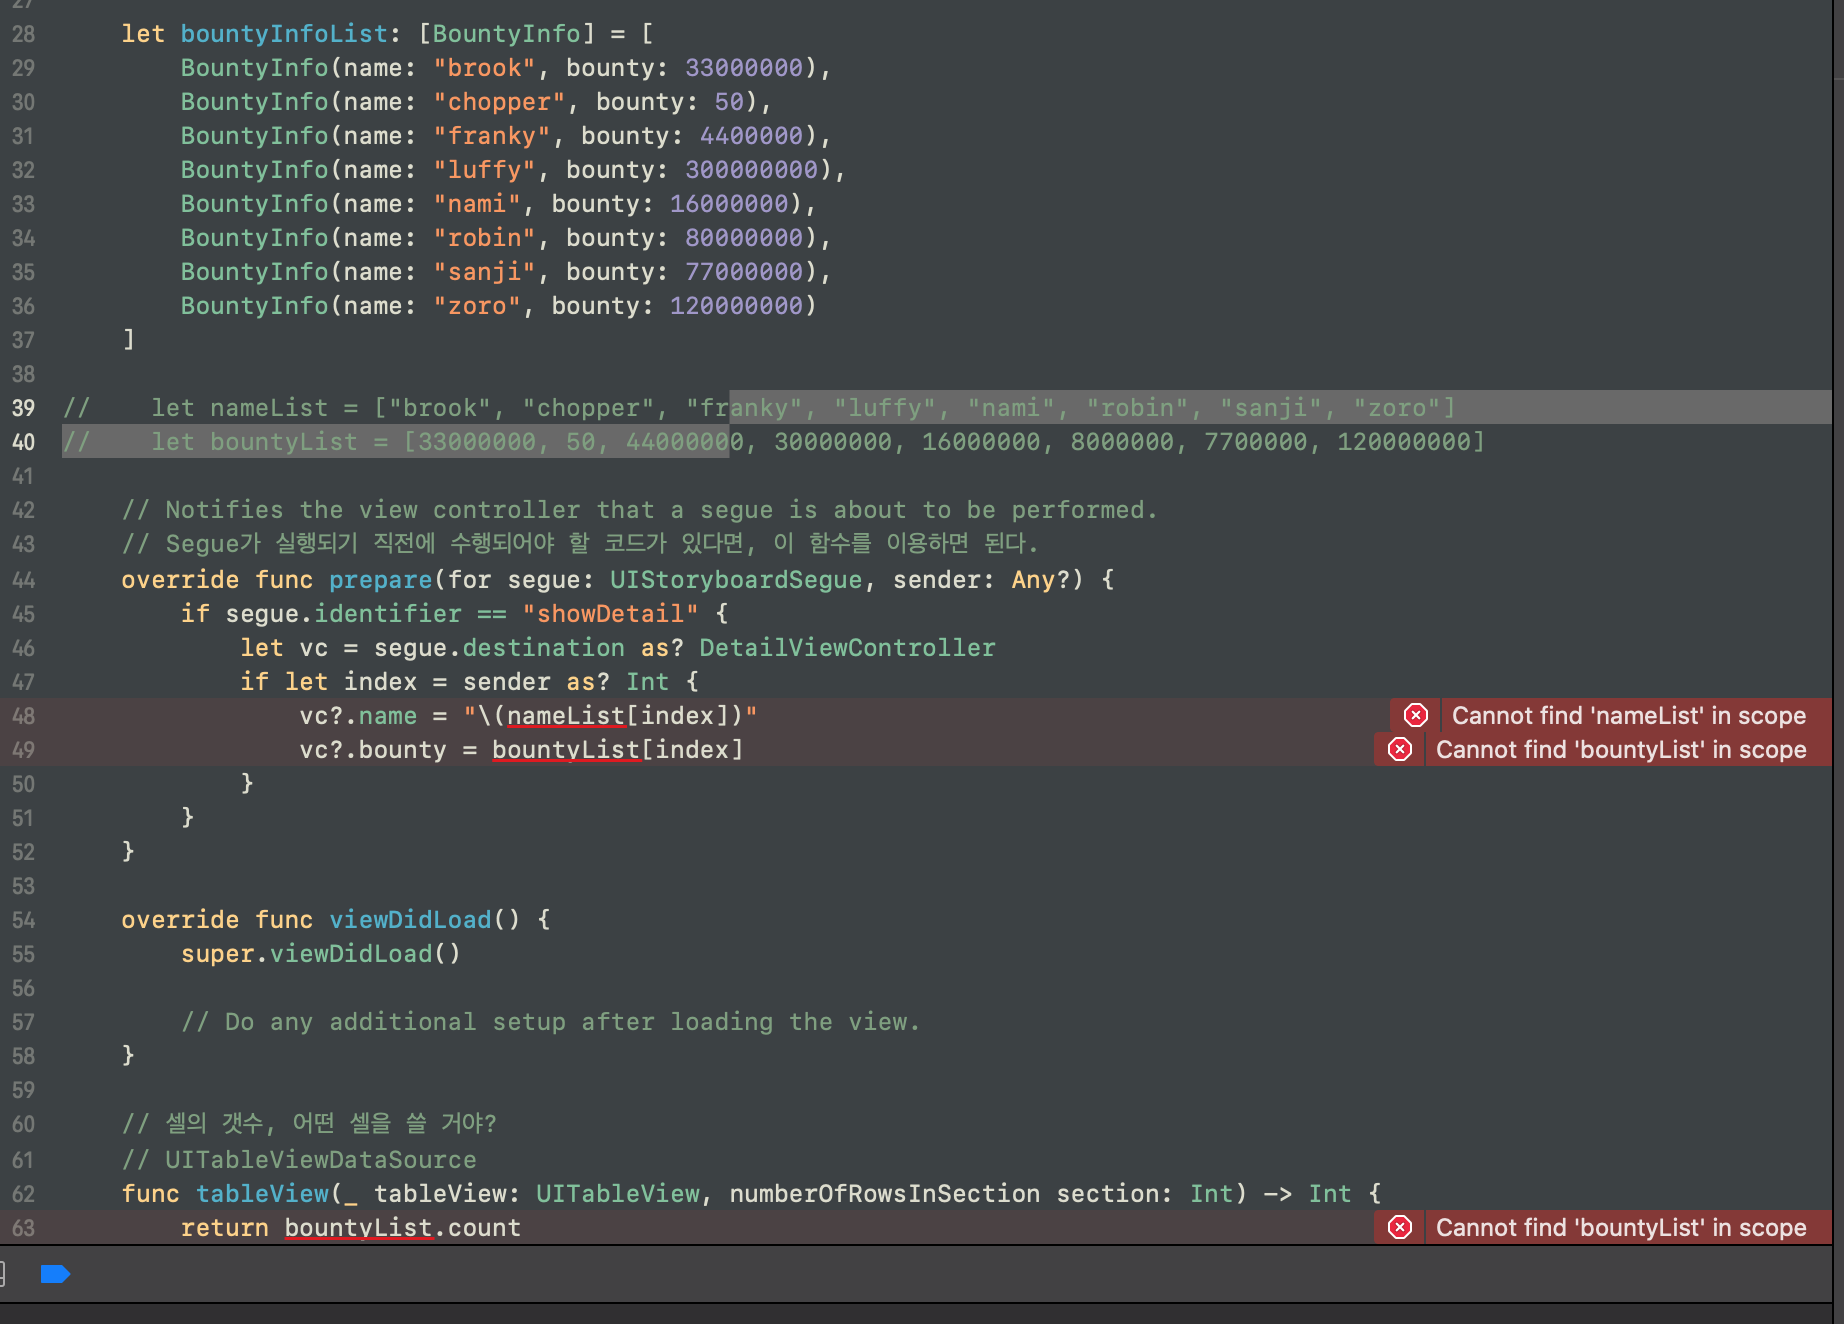 27
28 let bountyInfoList: [BountyInfo] = [
29 BountyInfo(name: "brook", bounty: 33000000),
30 BountyInfo(name: "chopper", bounty: 50),
31 BountyInfo(name: "franky", bounty: 4400000),
32 BountyInfo(name: "luffy", bounty: 300000000),
33 BountyInfo(name: "nami", bounty: 16000000),
34 BountyInfo(name: "robin", bounty: 80000000),
35 BountyInfo(name: "sanji", bounty: 77000000),
36 BountyInfo(name: "zoro", bounty: 120000000)
37 ]
38
39 // let nameList = ["brook", "chopper", "franky", "luffy", "nami", "robin", "sanji", "zoro"]
40 // let bountyList = [33000000, 50, 44000000, 30000000, 16000000, 8000000, 7700000, 120000000]
41
42 // Notifies the view controller that a segue is about to be performed.
43 // Segue가 실행되기 직전에 수행되어야 할 코드가 있다면, 이 함수를 이용하면 된다.
44 override func prepare(for segue: UIStoryboardSegue, sender: Any?) {
45 if segue.identifier == "showDetail" {
46 let vc = segue.destination as? DetailViewController
47 if let index = sender as? Int {
48 vc?.name = "\(nameList[index])" Cannot find 'nameList' in scope
49 vc?.bounty = bountyList[index] Cannot find 'bountyList' in scope
50 }
51 }
52 }
53
54 override func viewDidLoad() {
55 super.viewDidLoad()
56
57 // Do any additional setup after loading the view.
58 }
59
60 // 셀의 갯수, 어떤 셀을 쓸 거야?
61 // UITableViewDataSource
62 func tableView(_ tableView: UITableView, numberOfRowsInSection section: Int) -> Int {
63 return bountyList.count Cannot find 'bountyList' in scope